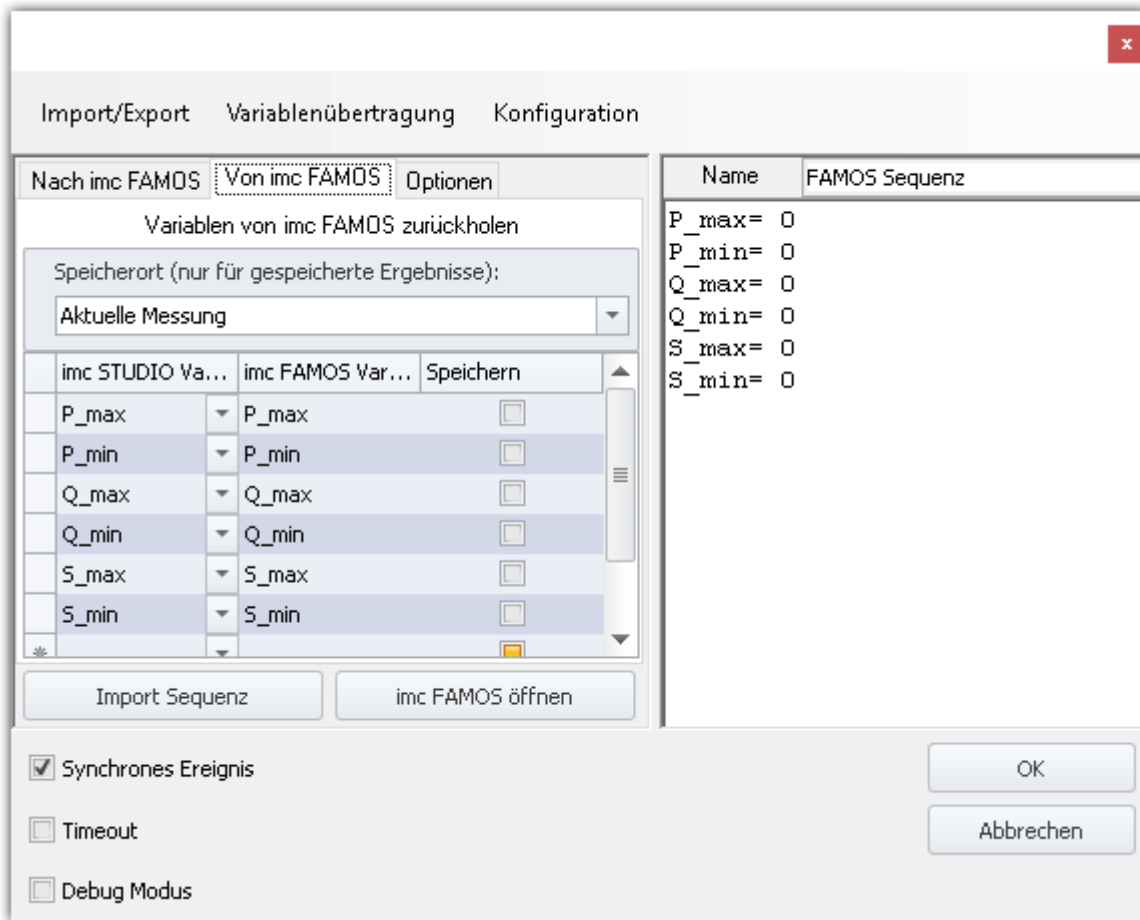 x
Import/Export Variablenübertragung Konfiguration
Nach imc FAMOS Von imc FAMOS Optionen
Variablen von imc FAMOS zurückholen
Speicherort (nur für gespeicherte Ergebnisse):
Aktuelle Messung
imc STUDIO Va... imc FAMOS Var... Speichern
P_max P_max
P_min P_min
Q_max Q_max
Q_min Q_min
S_max S_max
S_min S_min
Import Sequenz imc FAMOS öffnen
Name FAMOS Sequenz
P_max= 0
P_min= 0
Q_max= 0
Q_min= 0
S_max= 0
S_min= 0
Synchrones Ereignis
Timeout
Debug Modus
OK
Abbrechen